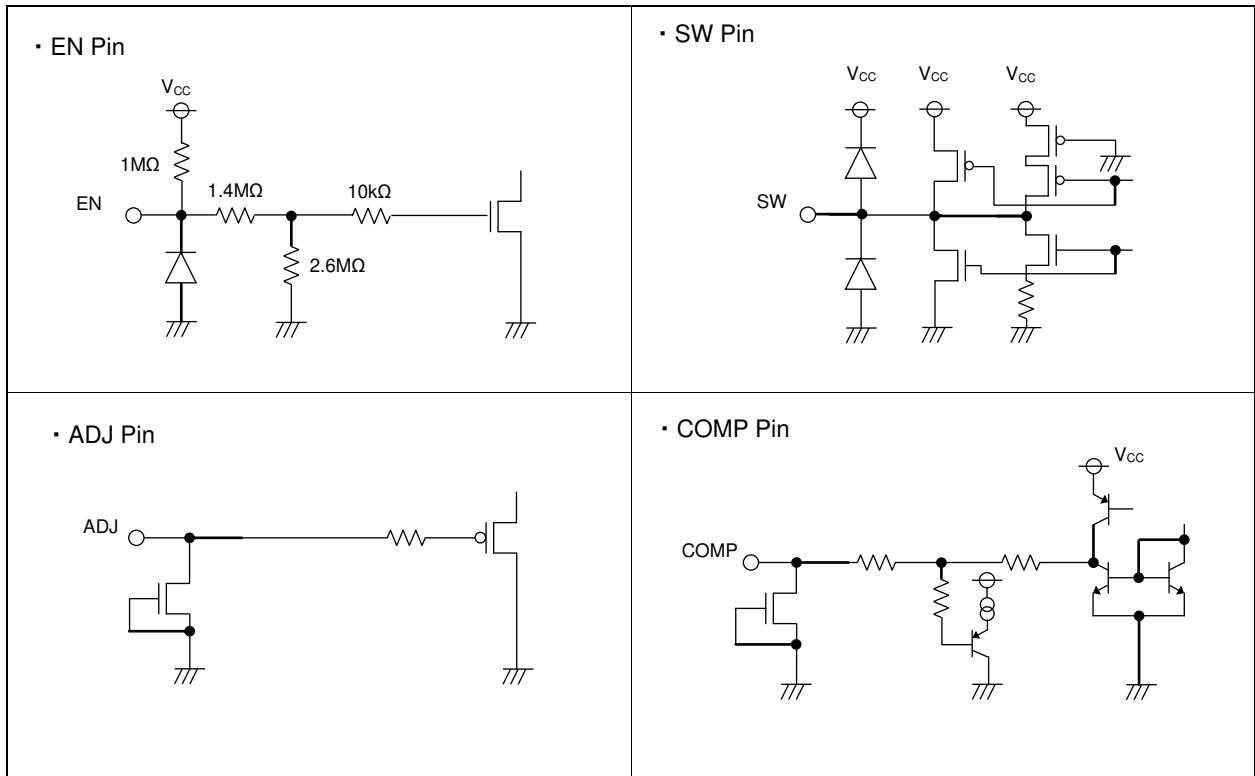 ・EN Pin
VCC
1MΩ
1.4MΩ
10kΩ
EN
2.6MΩ
・SW Pin
VCC VCC VCC
SW
・ADJ Pin
ADJ
・COMP Pin
VCC
COMP